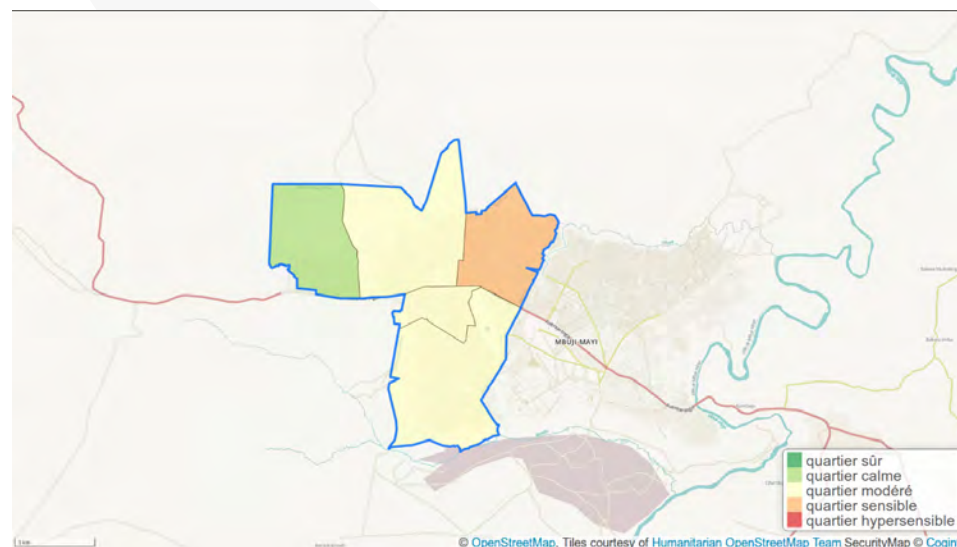 MBUJI-MAYI
quartier sûr
quartier calme
quartier modéré
quartier sensible
quartier hypersensible
© OpenStreetMap, Tiles courtesy of Humanitarian OpenStreetMap Team SecurityMap © Cogin